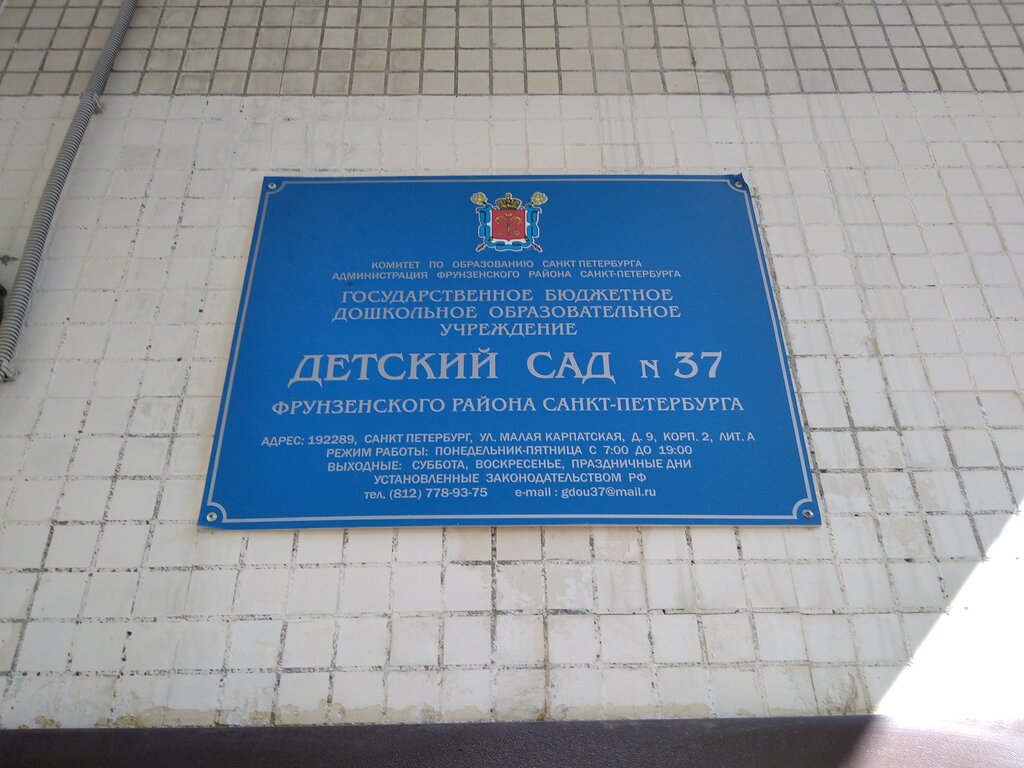 КОМИТЕТ ПО ОБРАЗОВАНИЮ САНКТ ПЕТЕРБУРГА
АДМИНИСТРАЦИЯ ФРУНЗЕНСКОГО РАЙОНА САНКТ-ПЕТЕРБУРГА
ГОСУДАРСТВЕННОЕ БЮДЖЕТНОЕ
ДОШКОЛЬНОЕ ОБРАЗОВАТЕЛЬНОЕ
УЧРЕЖДЕНИЕ
ДЕТСКИЙ САД N 37
ФРУНЗЕНСКОГО РАЙОНА САНКТ-ПЕТЕРБУРГА
АДРЕС: 192289, САНКТ ПЕТЕРБУРГ, УЛ. МАЛАЯ КАРПАТСКАЯ, Д. 9, КОРП. 2, ЛИТ. А
РЕЖИМ РАБОТЫ: ПОНЕДЕЛЬНИК-ПЯТНИЦА С 7:00 ДО 19:00
ВЫХОДНЫЕ: СУББОТА, ВОСКРЕСЕНЬЕ, ПРАЗДНИЧНЫЕ ДНИ
УСТАНОВЛЕННЫЕ ЗАКОНОДАТЕЛЬСТВОМ РФ
тел. (812) 778-93-75 e-mail : gdou37@mail.ru